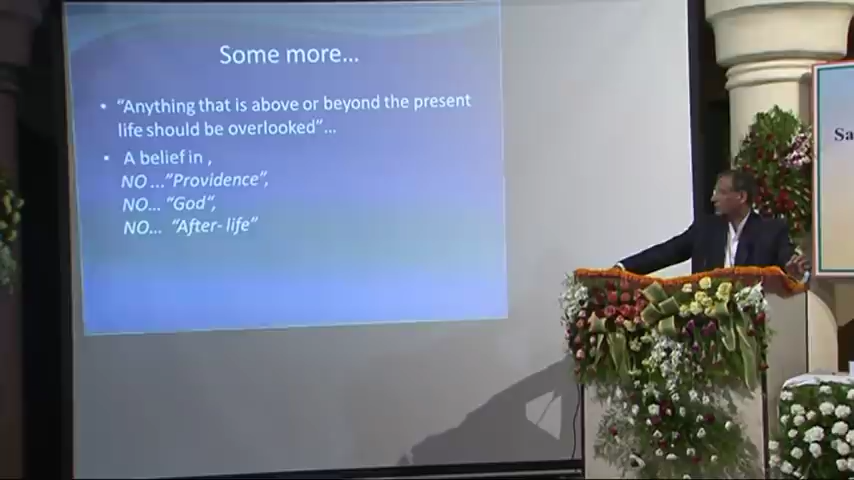 Some more...
• "Anything that is above or beyond the present
life should be overlooked"...
• A belief in ,
NO ..."Providence",
NO... "God",
NO... "After- life"
Sa